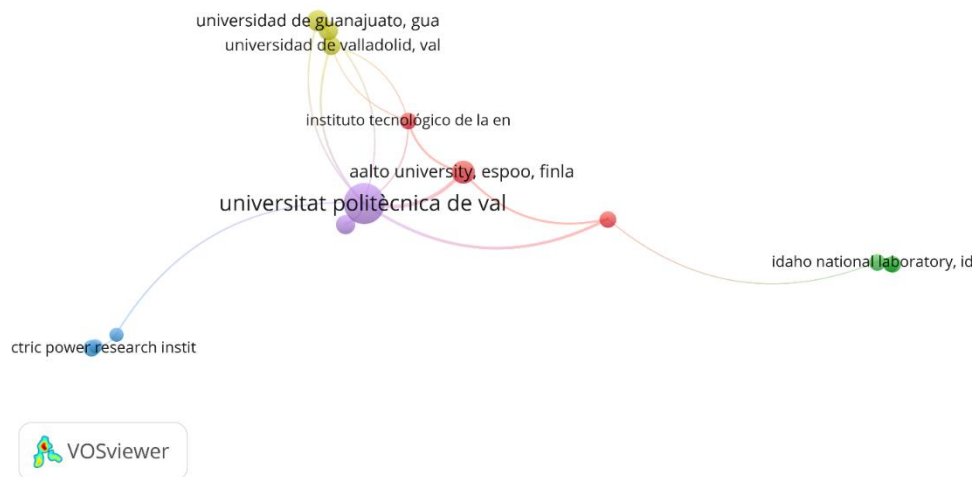 universidad de guanajuato, gua
universidad de valladolid, val
instituto tecnológico de la en
aalto university, espoo, finla
universitat politècnica de val
idaho national laboratory, id
ctric power research instit
VOSviewer